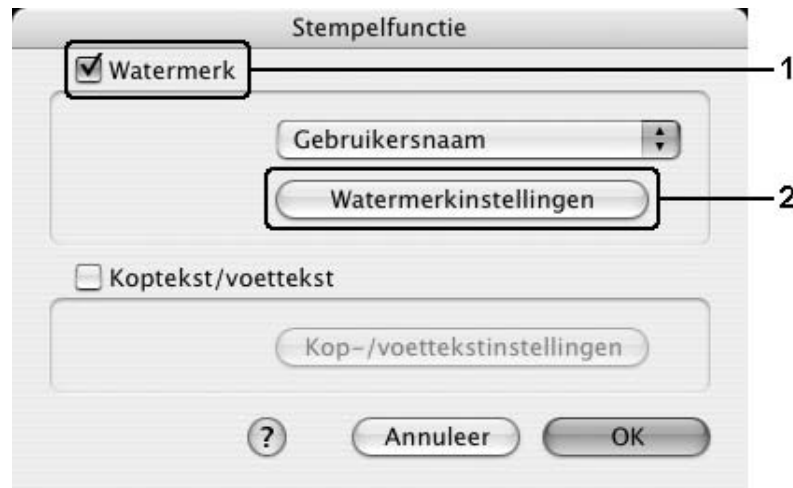 Stempelfunctie
Watermerk
1
Gebruikersnaam
Watermerkinstellingen
2
Koptekst/voettekst
Kop-/voettekstinstellingen
? Annuleer OK